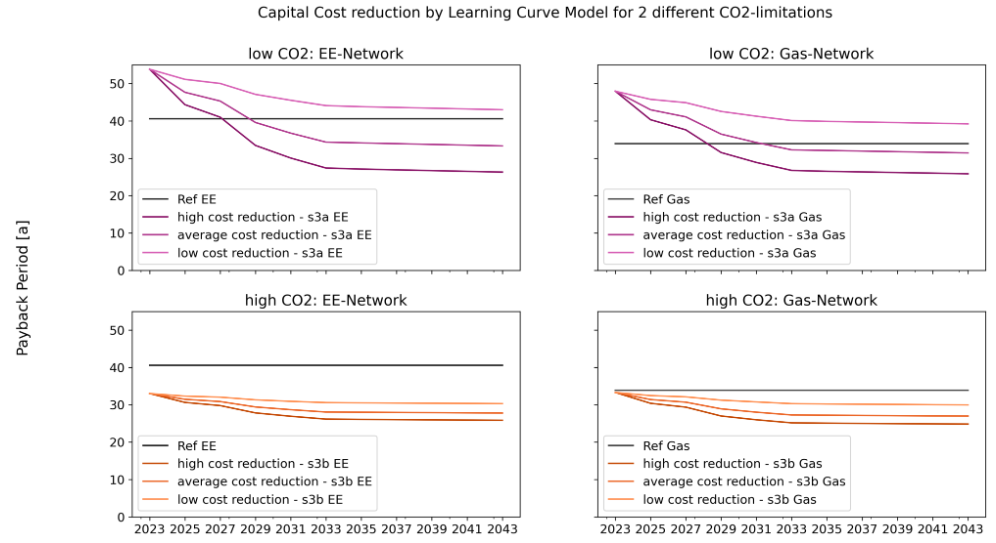 Capital Cost reduction by Learning Curve Model for 2 different CO2-limitations
Payback Period [a]
low CO2: EE-Network
50
40
30
20
10
0
Ref EE
high cost reduction - s3a EE
average cost reduction - s3a EE
low cost reduction - s3a EE
low CO2: Gas-Network
Ref Gas
high cost reduction - s3a Gas
average cost reduction - s3a Gas
low cost reduction - s3a Gas
high CO2: EE-Network
50
40
30
20
10
0
Ref EE
high cost reduction - s3b EE
average cost reduction - s3b EE
low cost reduction - s3b EE
2023 2025 2027 2029 2031 2033 2035 2037 2039 2041 2043
high CO2: Gas-Network
Ref Gas
high cost reduction - s3b Gas
average cost reduction - s3b Gas
low cost reduction - s3b Gas
2023 2025 2027 2029 2031 2033 2035 2037 2039 2041 2043